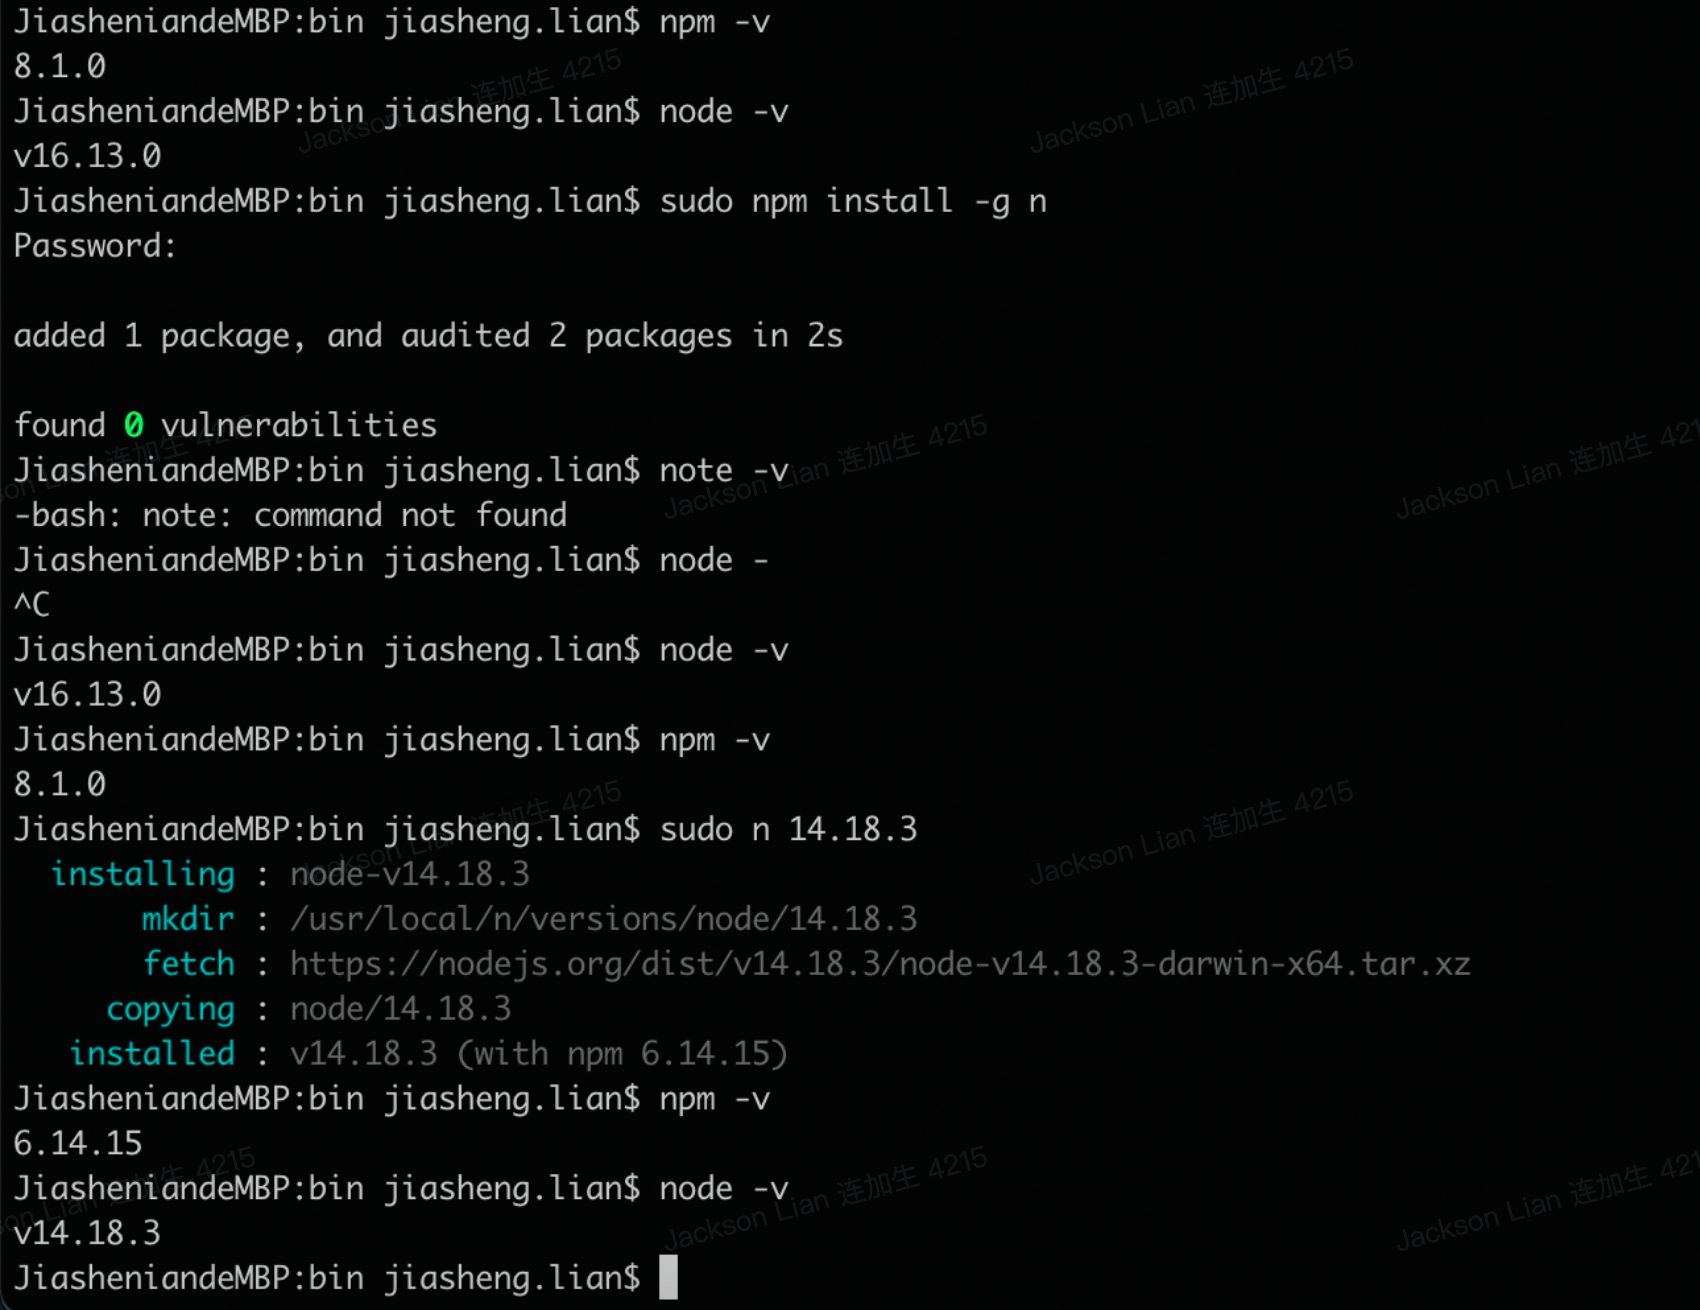 JiasheniandeMBP:bin jiasheng.lian$ npm -v
8.1.0
JiasheniandeMBP:bin jiasheng.lian$ node -v
v16.13.0
JiasheniandeMBP:bin jiasheng.lian$ sudo npm install -g n
Password:
added 1 package, and audited 2 packages in 2s
found 0 vulnerabilities
JiasheniandeMBP:bin jiasheng.lian$ note -v
-bash: note: command not found
JiasheniandeMBP:bin jiasheng.lian$ node -
^C
JiasheniandeMBP:bin jiasheng.lian$ node -v
v16.13.0
JiasheniandeMBP:bin jiasheng.lian$ npm -v
8.1.0
JiasheniandeMBP:bin jiasheng.lian$ sudo n 14.18.3
installing : node-v14.18.3
mkdir : /usr/local/n/versions/node/14.18.3
fetch : https://nodejs.org/dist/v14.18.3/node-v14.18.3-darwin-x64.tar.xz
copying : node/14.18.3
installed : v14.18.3 (with npm 6.14.15)
JiasheniandeMBP:bin jiasheng.lian$ npm -v
6.14.15
JiasheniandeMBP:bin jiasheng.lian$ node -v
v14.18.3
JiasheniandeMBP:bin jiasheng.lian$
Jackson Lian 连加生 4215
Jackson Lian 连加生 4215
Jackson Lian 连加生 4215
Jackson Lian 连加生 421
Jackson Lian 连加生 4215
Jackson Lian 连加生 4215
Jackson Lian 连加生 4215
Jackson Lian 连加生 421